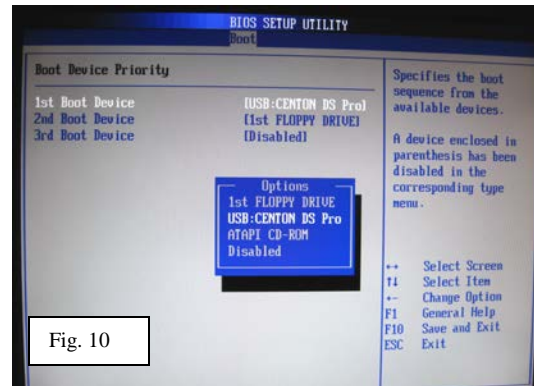 BIOS SETUP UTILITY
Boot
Boot Device Priority
1st Boot Device [USB:CENTON DS Pro]
2nd Boot Device [1st FLOPPY DRIVE]
3rd Boot Device [Disabled]
Options
1st FLOPPY DRIVE
USB:CENTON DS Pro
ATAPI CD-ROM
Disabled
Specifies the boot
sequence from the
available devices.
A device enclosed in
parenthesis has been
disabled in the
corresponding type
menu.
↔ Select Screen
↑↓ Select Item
+- Change Option
F1 General Help
F10 Save and Exit
ESC Exit
Fig. 10